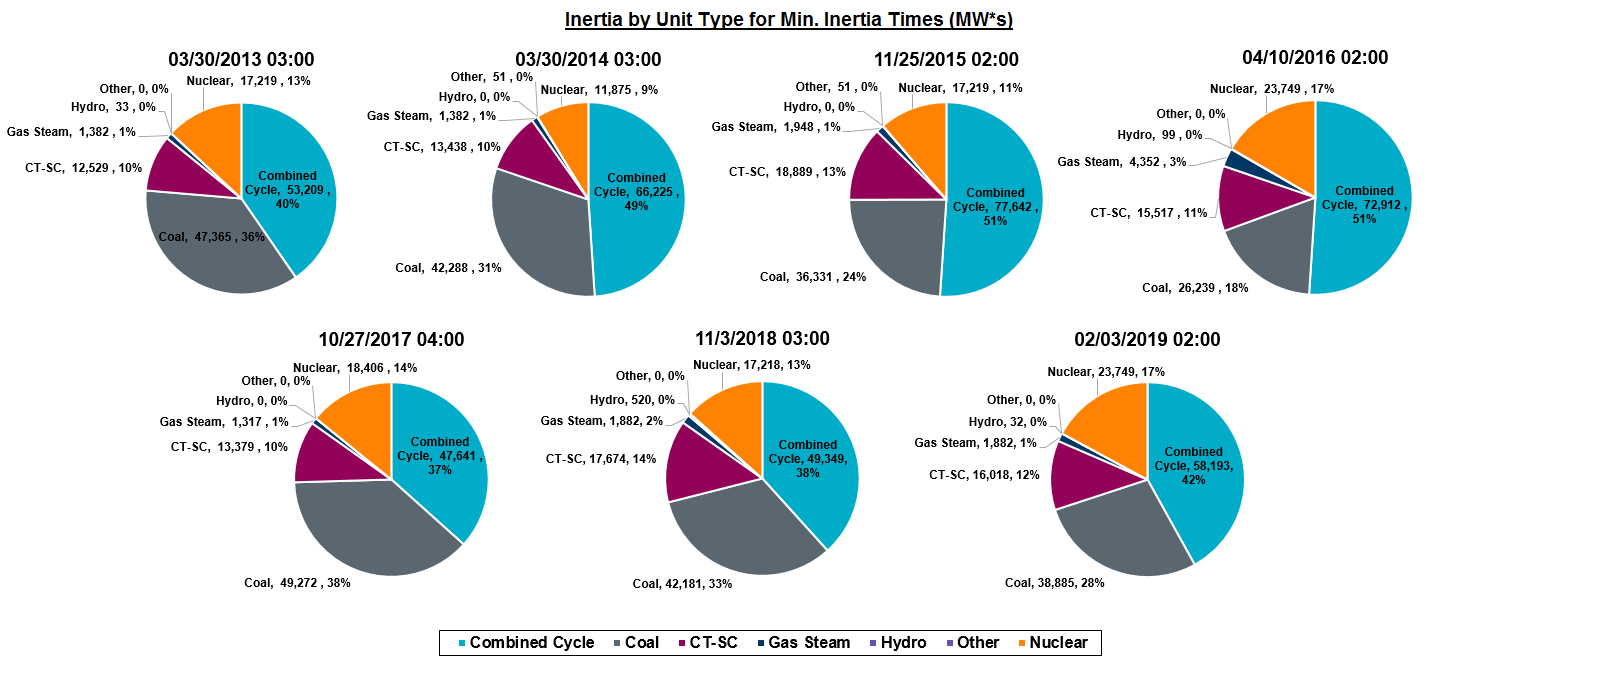 Inertia by Unit Type for Min. Inertia Times (MW*s)
03/30/2013 03:00
Nuclear, 17,219 , 13%
Other, 0, 0%
Hydro, 33 , 0%
Gas Steam, 1,382 , 1%
CT-SC, 12,529 , 10%
Combined
Cycle, 53,209 ,
40%
Coal, 47,365 , 36%
03/30/2014 03:00
Other, 51 , 0%
Nuclear, 11,875 , 9%
Hydro, 0, 0%
Gas Steam, 1,382 , 1%
CT-SC, 13,438 , 10%
Combined
Cycle, 66,225 ,
49%
Coal, 42,288 , 31%
11/25/2015 02:00
Other, 51 , 0%
Nuclear, 17,219 , 11%
Hydro, 0, 0%
Gas Steam, 1,948 , 1%
CT-SC, 18,889 , 13%
Combined
Cycle, 77,642 ,
51%
Coal, 36,331 , 24%
04/10/2016 02:00
Nuclear, 23,749 , 17%
Other, 0, 0%
Hydro, 99 , 0%
Gas Steam, 4,352 , 3%
CT-SC, 15,517 , 11%
Combined
Cycle, 72,912 ,
51%
Coal, 26,239 , 18%
10/27/2017 04:00
Nuclear, 18,406 , 14%
Other, 0, 0%
Hydro, 0, 0%
Gas Steam, 1,317 , 1%
CT-SC, 13,379 , 10%
Combined
Cycle, 47,641 ,
37%
Coal, 49,272 , 38%
11/3/2018 03:00
Nuclear, 17,218, 13%
Other, 0, 0%
Hydro, 520, 0%
Gas Steam, 1,882, 2%
CT-SC, 17,674, 14%
Combined
Cycle, 49,349,
38%
Coal, 42,181, 33%
02/03/2019 02:00
Nuclear, 23,749, 17%
Other, 0, 0%
Hydro, 32, 0%
Gas Steam, 1,882, 1%
CT-SC, 16,018, 12%
Combined
Cycle, 58,193,
42%
Coal, 38,885, 28%
Combined Cycle Coal CT-SC Gas Steam Hydro Other Nuclear